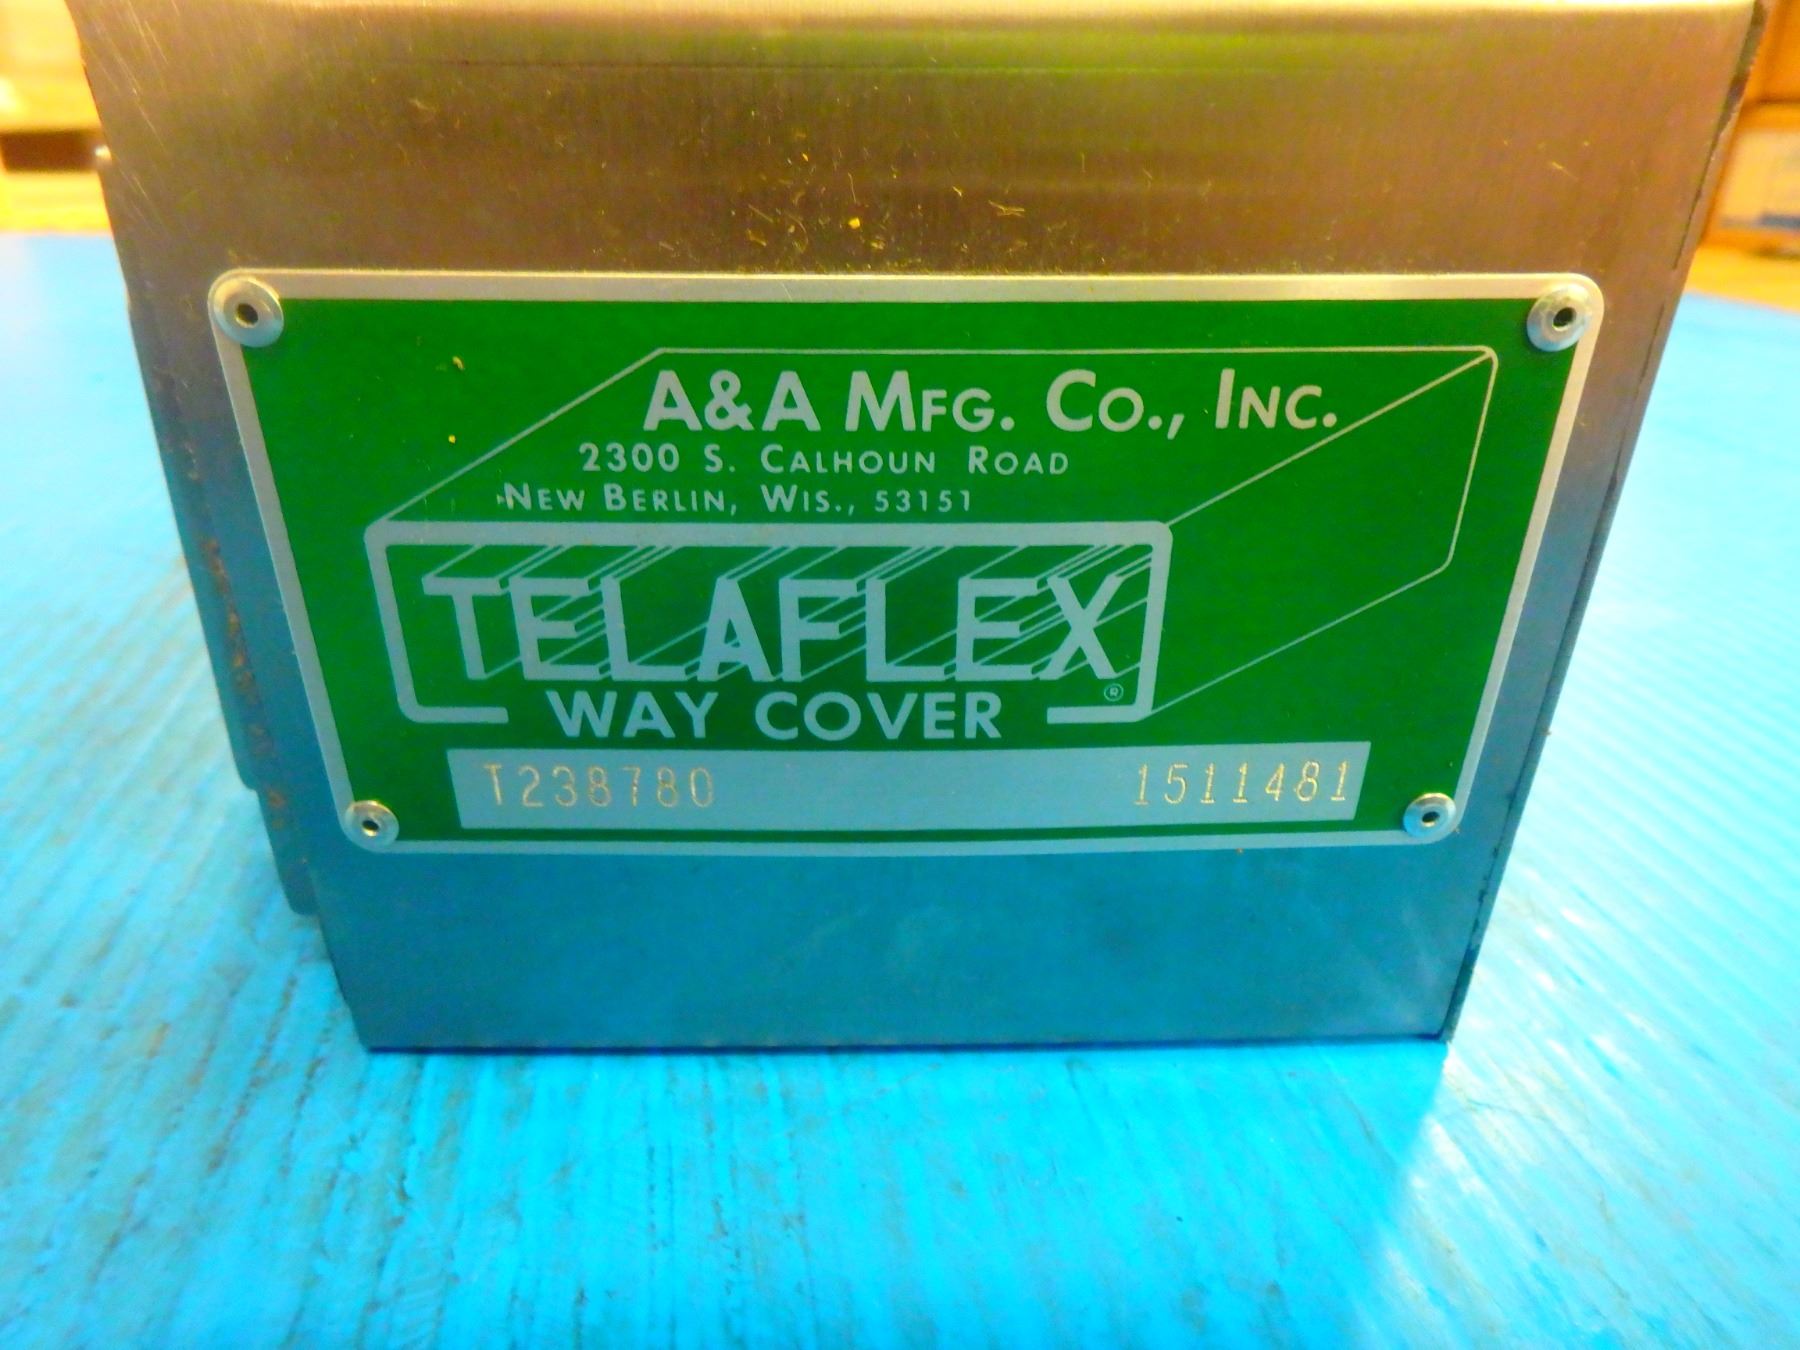 A&A MFG. CO., INC.
2300 S. CALHOUN ROAD
NEW BERLIN, WIS., 53151
TELAFLEX ®
WAY COVER
T238780 1511481